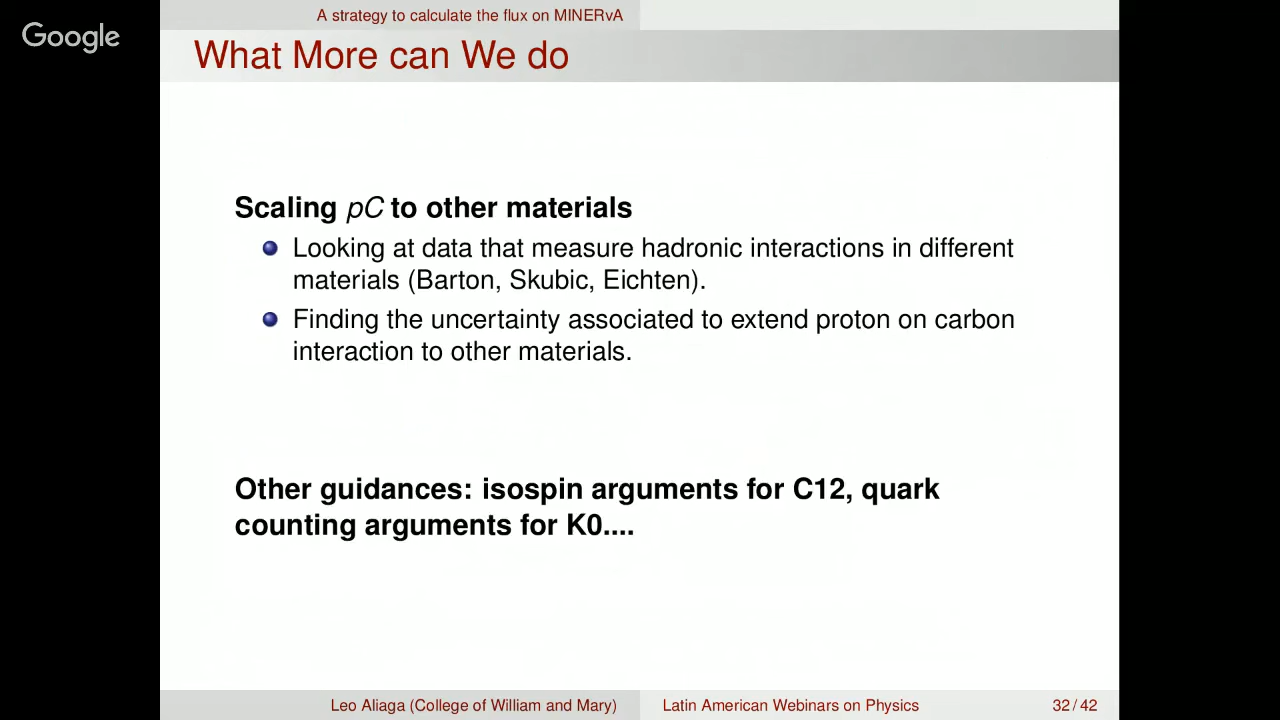 Google
A strategy to calculate the flux on MINERvA
What More can We do
Scaling pC to other materials
Looking at data that measure hadronic interactions in different
materials (Barton, Skubic, Eichten).
Finding the uncertainty associated to extend proton on carbon
interaction to other materials.
Other guidances: isospin arguments for C12, quark
counting arguments for K0....
Leo Aliaga (College of William and Mary)
Latin American Webinars on Physics
32 / 42